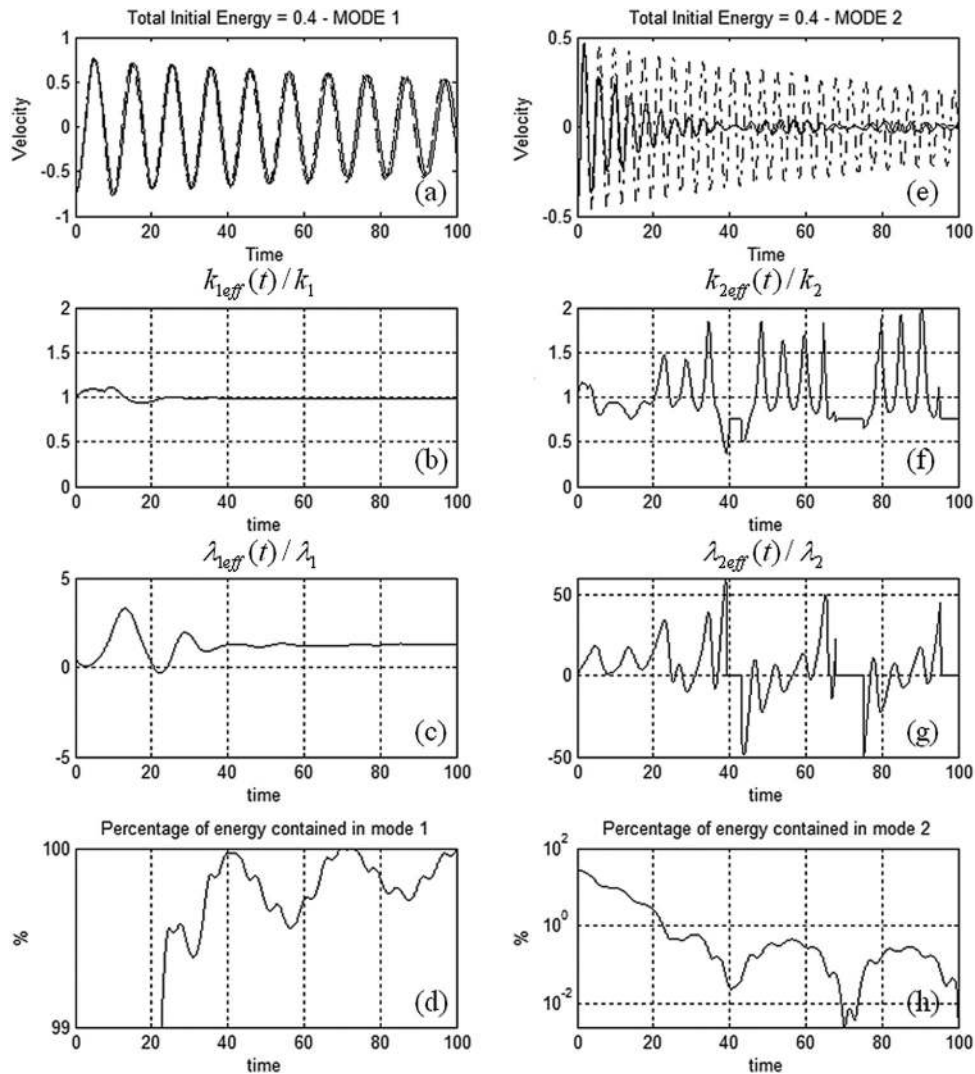 Total Initial Energy = 0.4 - MODE 1
1
0.5
0
-0.5
-1
Velocity
(a)
0 20 40 60 80 100
Time
k1eff(t)/k1
2
1.5
1
0.5
0
(b)
0 20 40 60 80 100
time
λ1eff(t)/λ1
5
0
-5
(c)
0 20 40 60 80 100
time
Percentage of energy contained in mode 1
100
99
%
(d)
0 20 40 60 80 100
time
Total Initial Energy = 0.4 - MODE 2
0.5
0
-0.5
Velocity
(e)
0 20 40 60 80 100
Time
k2eff(t)/k2
2
1.5
1
0.5
0
(f)
0 20 40 60 80 100
time
λ2eff(t)/λ2
50
0
-50
(g)
0 20 40 60 80 100
time
Percentage of energy contained in mode 2
10^2
10^0
10^-2
%
(h)
0 20 40 60 80 100
time